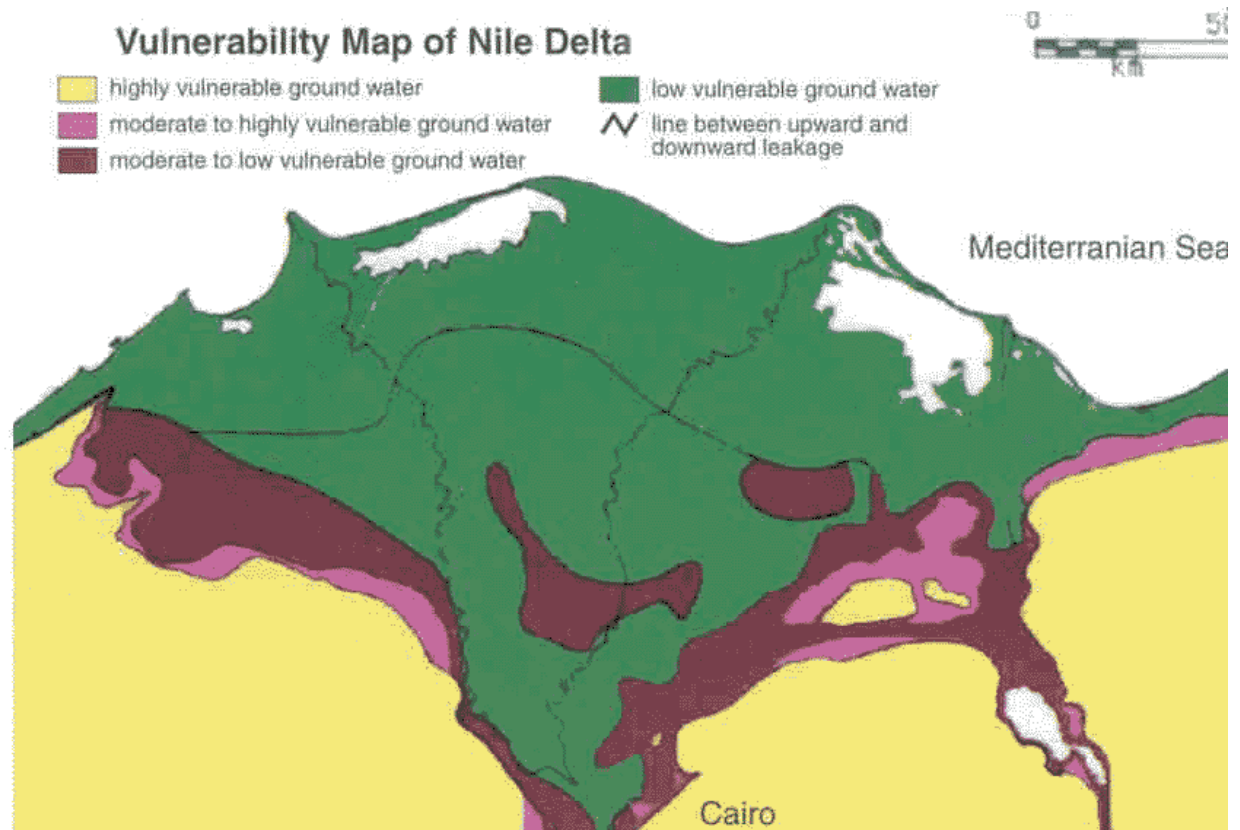 Vulnerability Map of Nile Delta
0
km
highly vulnerable ground water
moderate to highly vulnerable ground water
moderate to low vulnerable ground water
low vulnerable ground water
line between upward and
downward leakage
Mediterranian Sea
Cairo